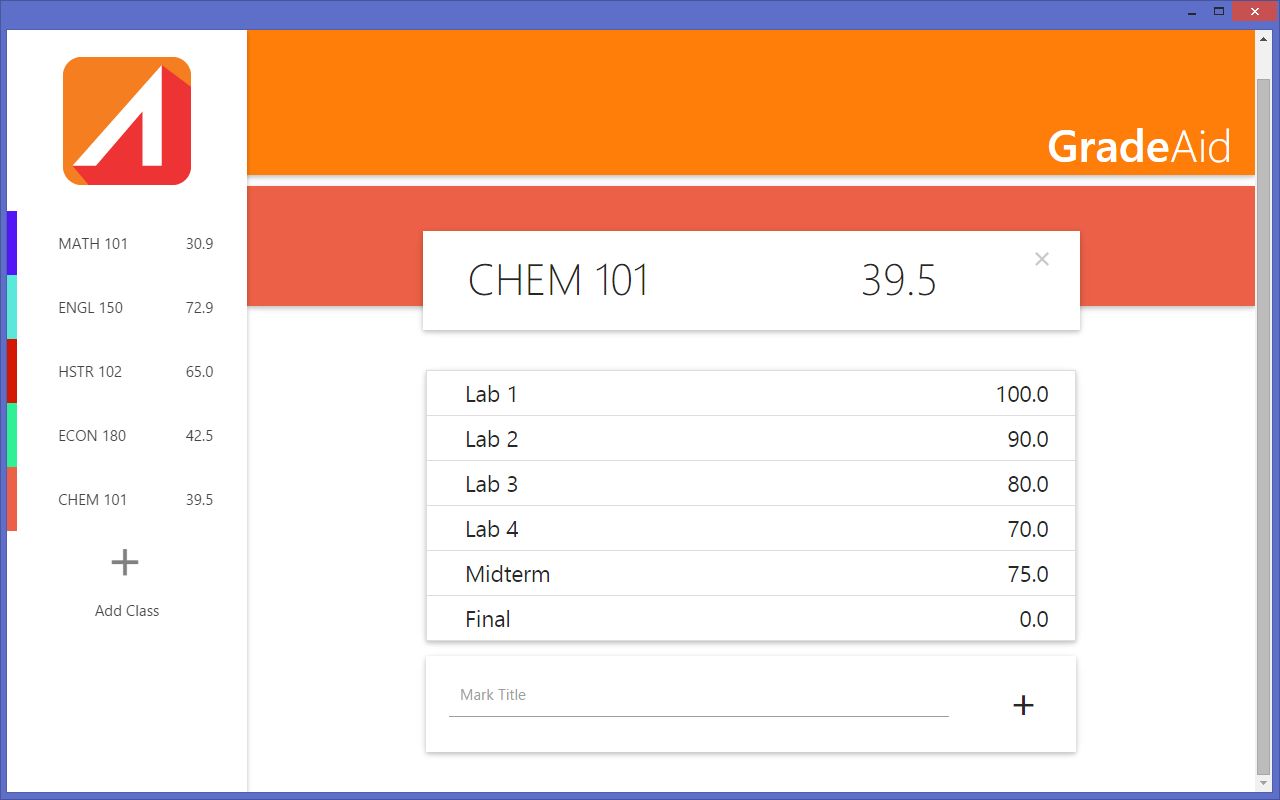 GradeAid
MATH 101 30.9
ENGL 150 72.9
HSTR 102 65.0
ECON 180 42.5
CHEM 101 39.5
Add Class
CHEM 101 39.5
Lab 1 100.0
Lab 2 90.0
Lab 3 80.0
Lab 4 70.0
Midterm 75.0
Final 0.0
Mark Title